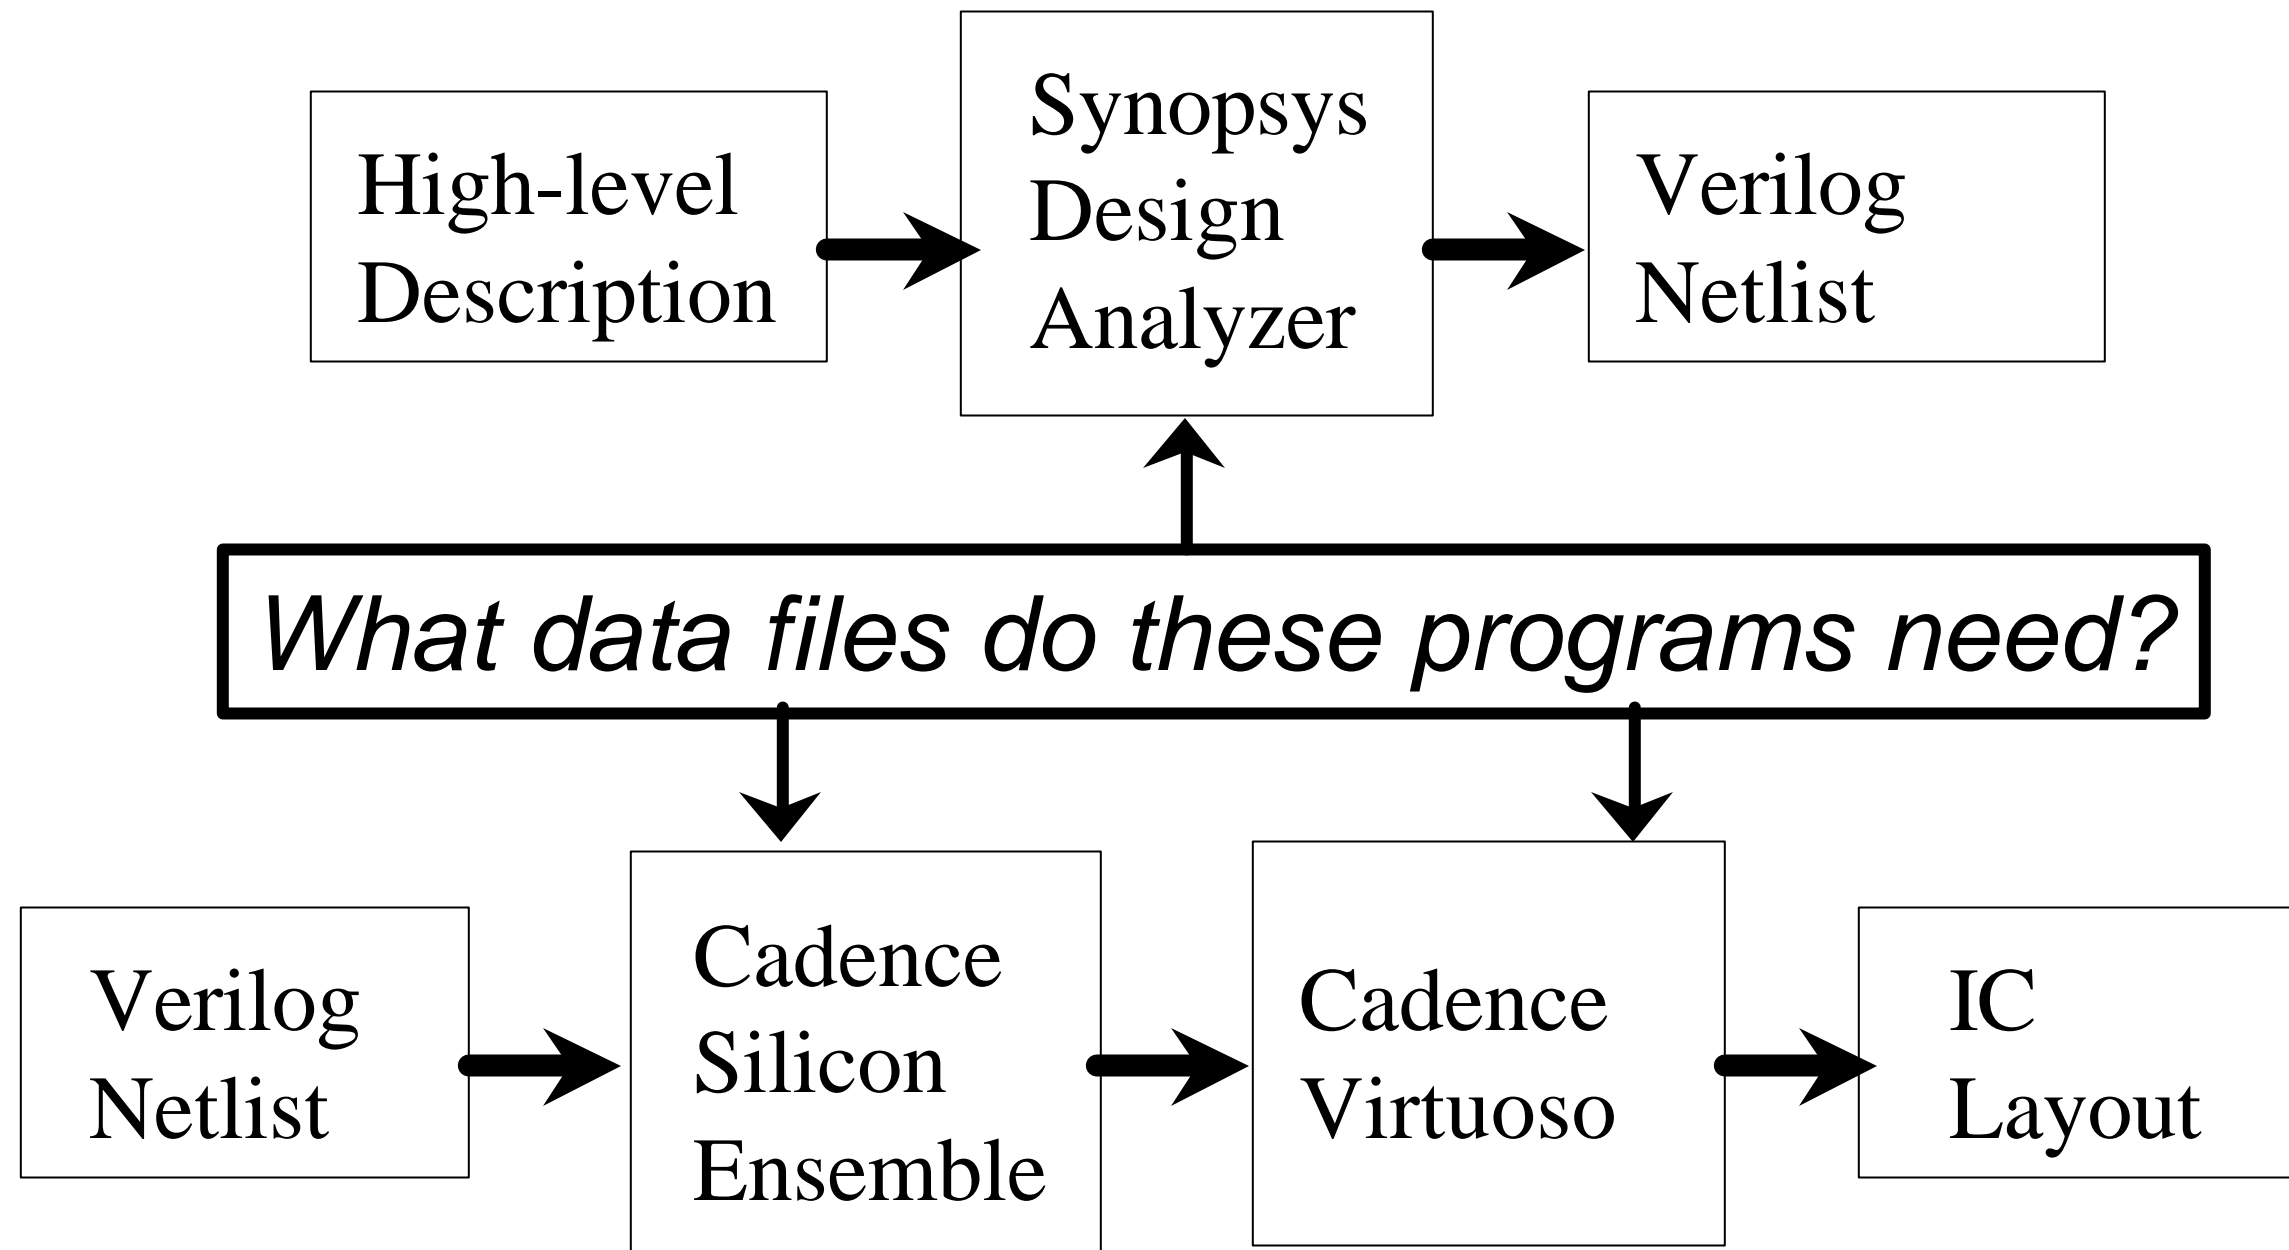 High-level
Description
Synopsys
Design
Analyzer
Verilog
Netlist
What data files do these programs need?
Verilog
Netlist
Cadence
Silicon
Ensemble
Cadence
Virtuoso
IC
Layout